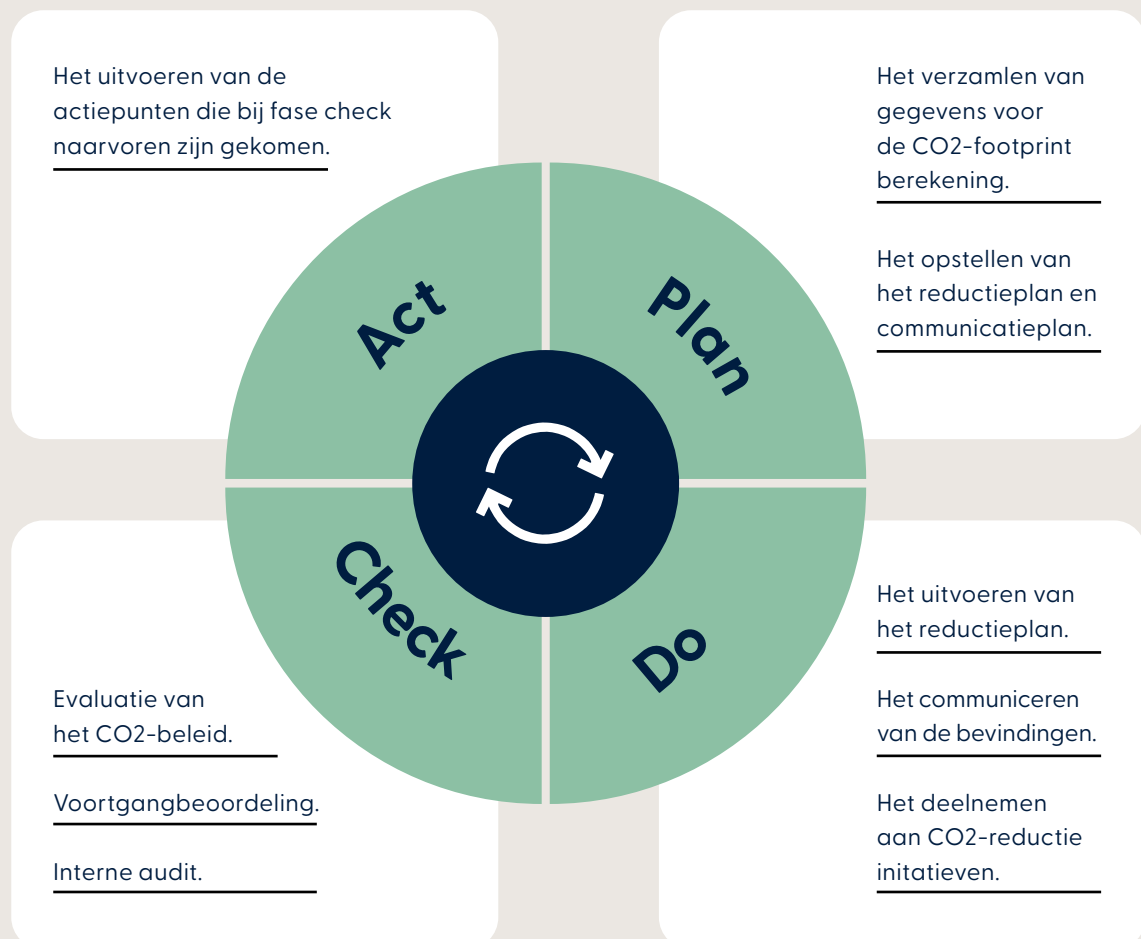 Het uitvoeren van de
actiepunten die bij fase check
naarvoren zijn gekomen.
Het verzamlen van
gegevens voor
de CO2-footprint
berekening.
Het opstellen van
het reductieplan en
communicatieplan.
Act
Plan
Check
Do
Evaluatie van
het CO2-beleid.
Voortgangbeoordeling.
Interne audit.
Het uitvoeren van
het reductieplan.
Het communiceren
van de bevindingen.
Het deelnemen
aan CO2-reductie
initatieven.